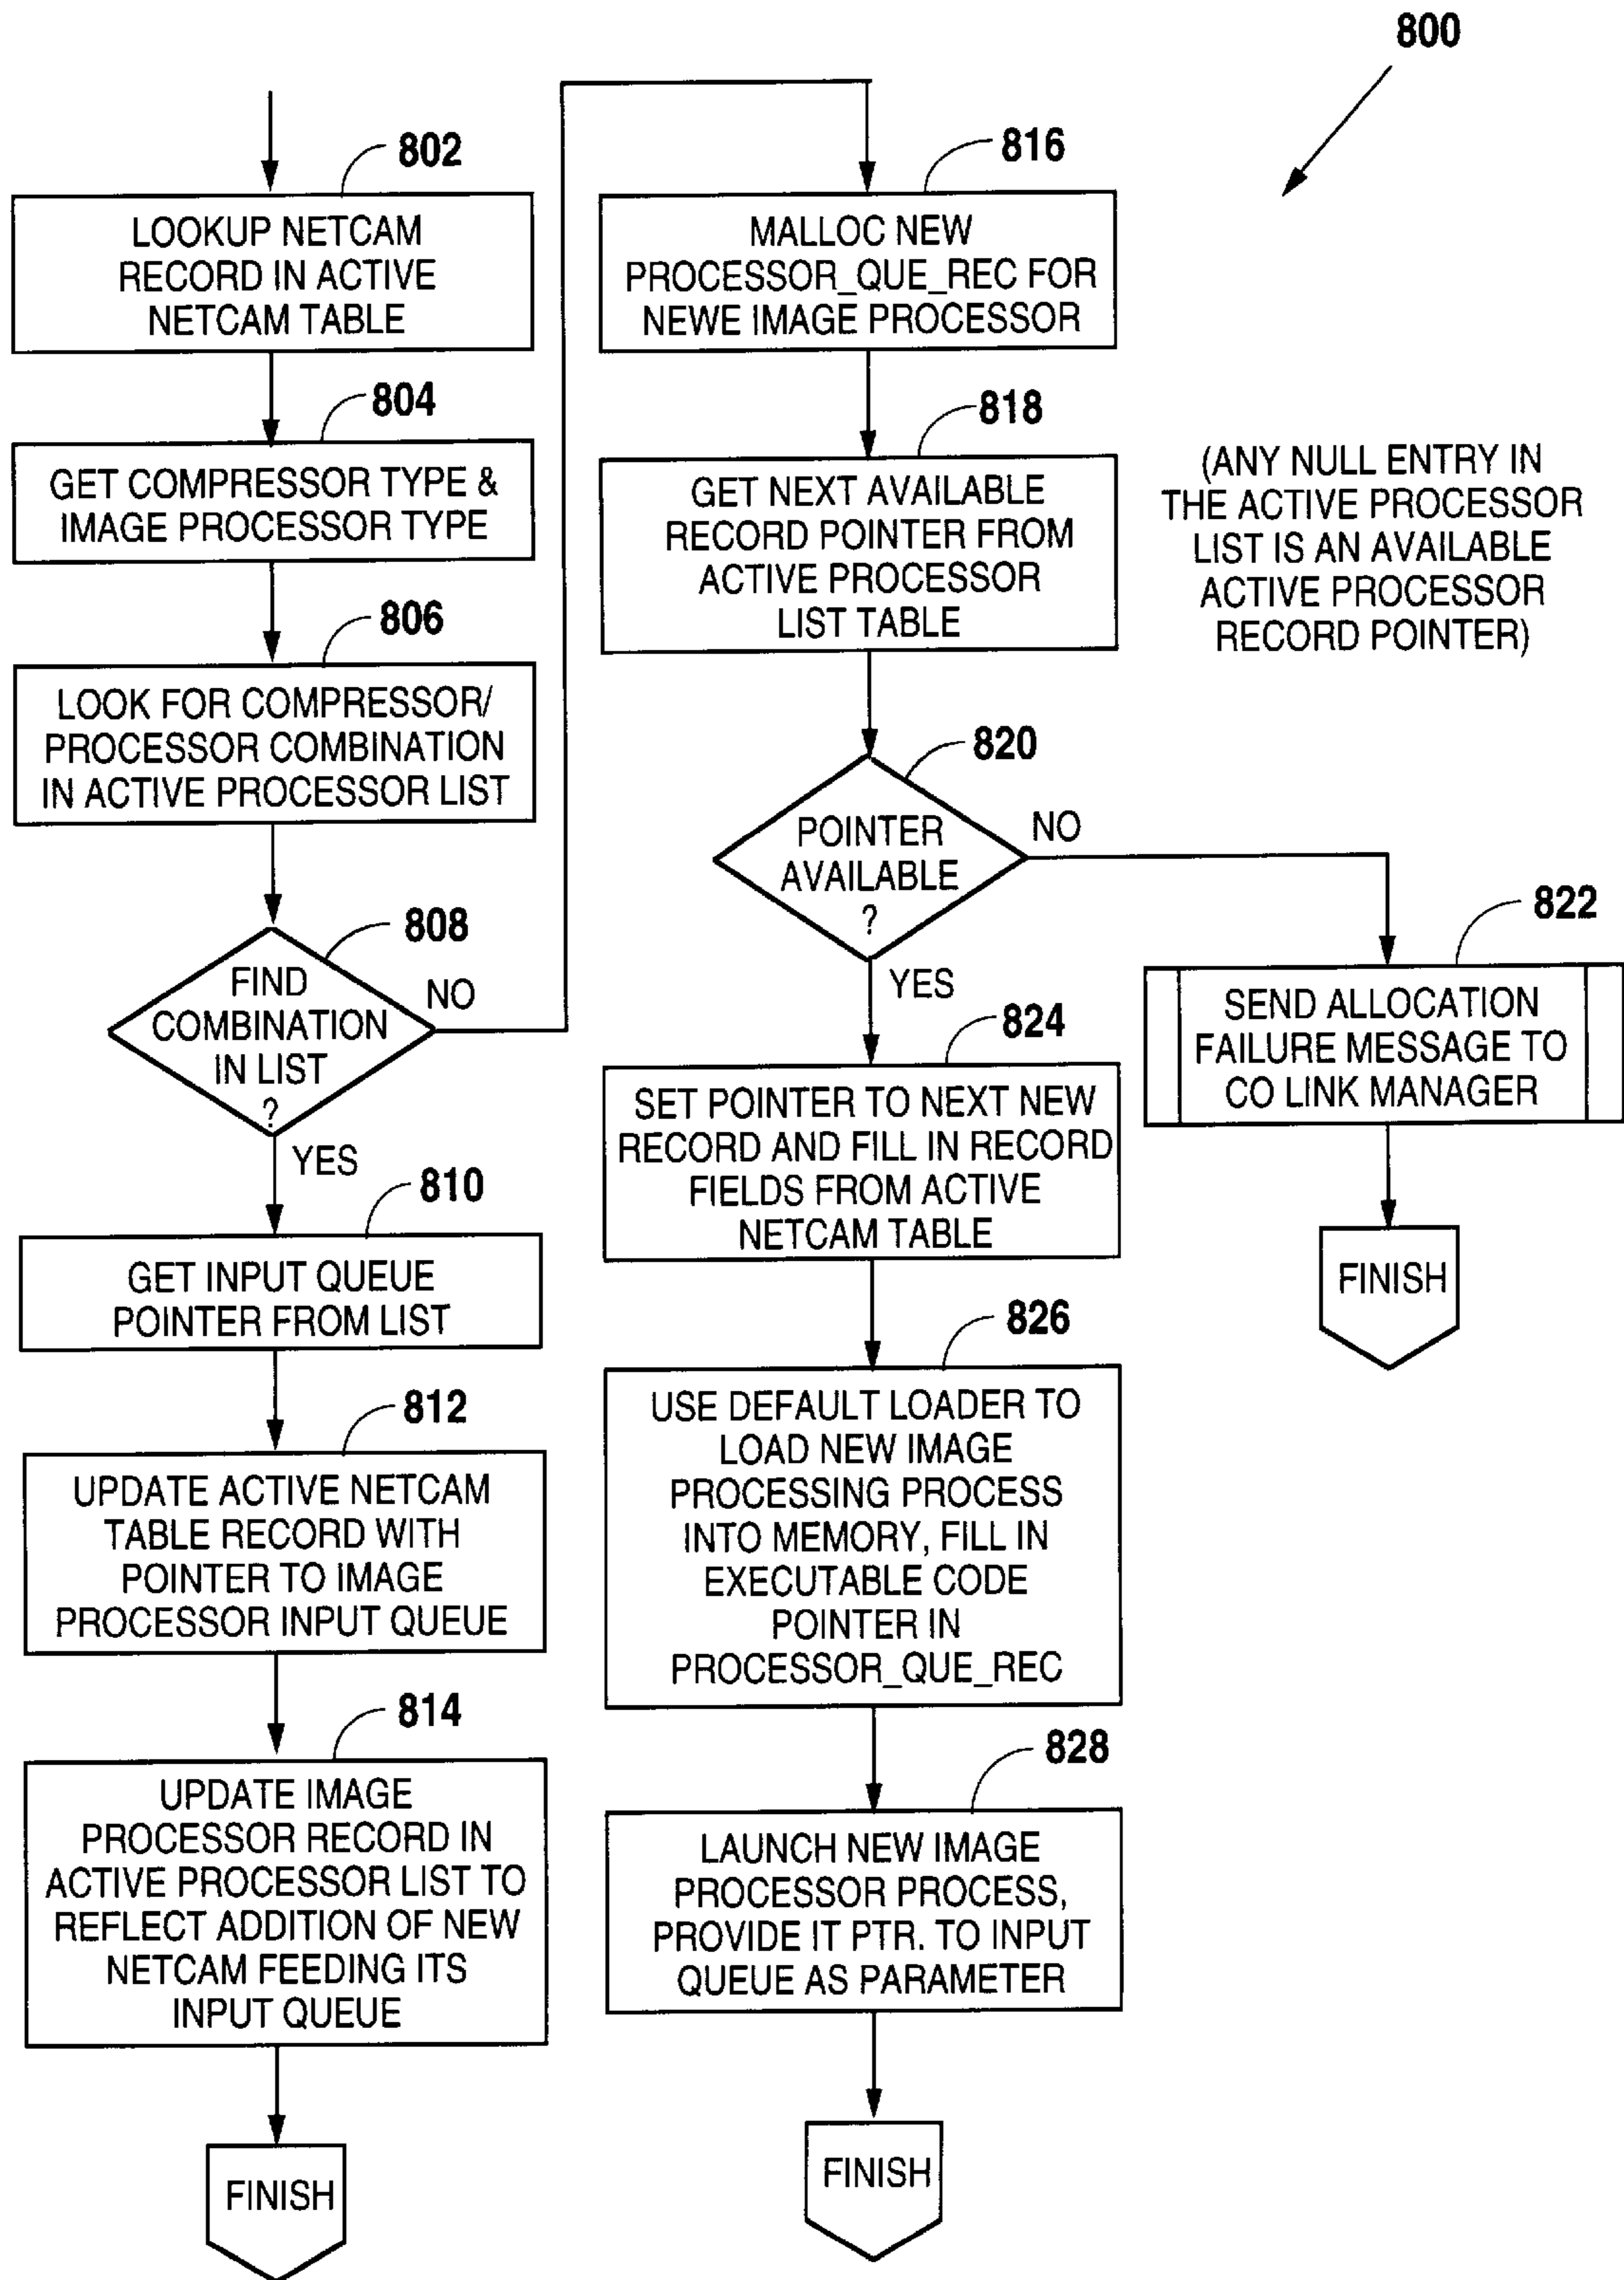 800
802
LOOKUP NETCAM
RECORD IN ACTIVE
NETCAM TABLE
804
GET COMPRESSOR TYPE &
IMAGE PROCESSOR TYPE
806
LOOK FOR COMPRESSOR/
PROCESSOR COMBINATION
IN ACTIVE PROCESSOR LIST
808
FIND
COMBINATION
IN LIST
?
NO
YES
810
GET INPUT QUEUE
POINTER FROM LIST
812
UPDATE ACTIVE NETCAM
TABLE RECORD WITH
POINTER TO IMAGE
PROCESSOR INPUT QUEUE
814
UPDATE IMAGE
PROCESSOR RECORD IN
ACTIVE PROCESSOR LIST TO
REFLECT ADDITION OF NEW
NETCAM FEEDING ITS
INPUT QUEUE
FINISH
816
MALLOC NEW
PROCESSOR_QUE_REC FOR
NEWE IMAGE PROCESSOR
818
GET NEXT AVAILABLE
RECORD POINTER FROM
ACTIVE PROCESSOR
LIST TABLE
(ANY NULL ENTRY IN
THE ACTIVE PROCESSOR
LIST IS AN AVAILABLE
ACTIVE PROCESSOR
RECORD POINTER)
820
POINTER
AVAILABLE
?
NO
YES
822
SEND ALLOCATION
FAILURE MESSAGE TO
CO LINK MANAGER
FINISH
824
SET POINTER TO NEXT NEW
RECORD AND FILL IN RECORD
FIELDS FROM ACTIVE
NETCAM TABLE
826
USE DEFAULT LOADER TO
LOAD NEW IMAGE
PROCESSING PROCESS
INTO MEMORY, FILL IN
EXECUTABLE CODE
POINTER IN
PROCESSOR_QUE_REC
828
LAUNCH NEW IMAGE
PROCESSOR PROCESS,
PROVIDE IT PTR. TO INPUT
QUEUE AS PARAMETER
FINISH